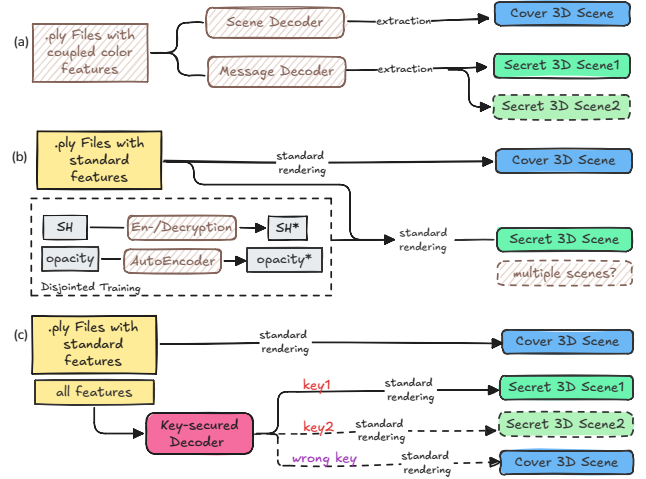 (a)
.ply Files with
coupled color
features
Scene Decoder
extraction
Cover 3D Scene
Message Decoder
extraction
Secret 3D Scene1
Secret 3D Scene2
(b)
.ply Files with
standard
features
standard
rendering
Cover 3D Scene
SH
En-/Decryption
SH*
opacity
AutoEncoder
opacity*
Disjointed Training
standard
rendering
Secret 3D Scene
multiple scenes?
(c)
.ply Files with
standard
features
standard
rendering
Cover 3D Scene
all features
Key-secured
Decoder
key1
standard
rendering
Secret 3D Scene1
key2
standard
rendering
Secret 3D Scene2
wrong key
standard
rendering
Cover 3D Scene